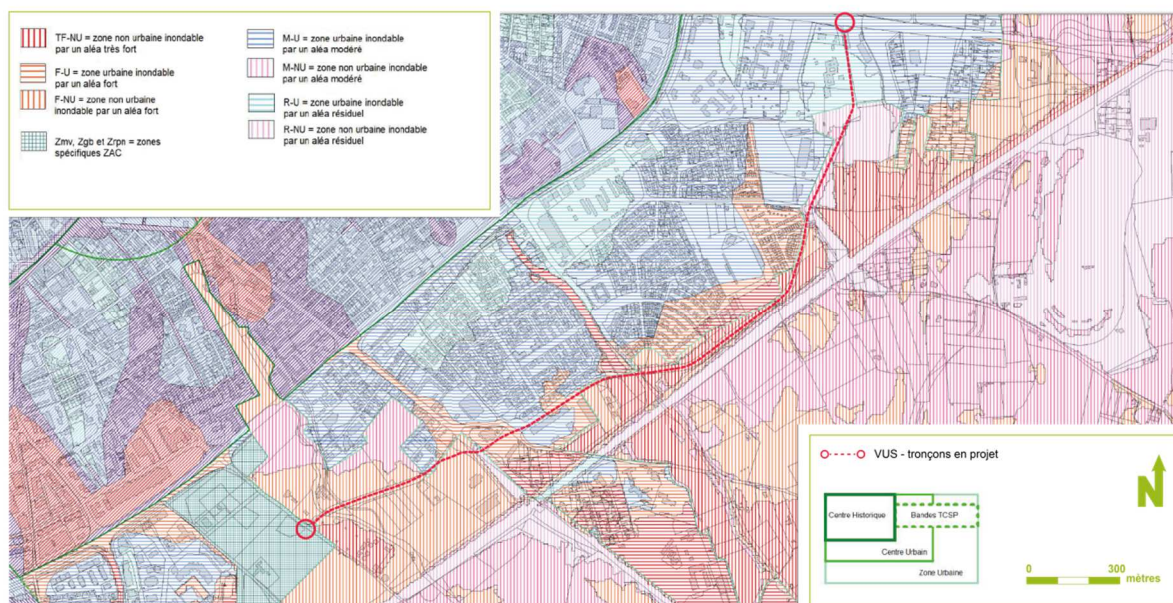 TF-NU = zone non urbaine inondable
par un aléa très fort
F-U = zone urbaine inondable
par un aléa fort
F-NU = zone non urbaine
inondable par un aléa fort
Zmv, Zgb et Zrpn = zones
spécifiques ZAC
M-U = zone urbaine inondable
par un aléa modéré
M-NU = zone non urbaine inondable
par un aléa modéré
R-U = zone urbaine inondable
par un aléa résiduel
R-NU = zone non urbaine inondable
par un aléa résiduel
VUS - tronçons en projet
Centre Historique
Bandes TCSP
Centre Urbain
Zone Urbaine
N
0 300
mètres